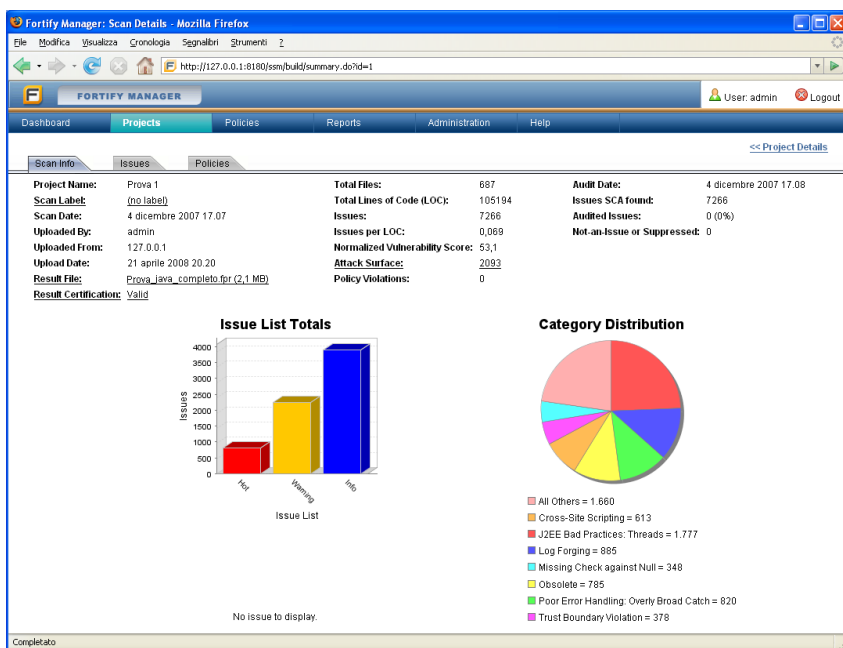 Fortify Manager: Scan Details - Mozilla Firefox
File Modifica Visualizza Cronologia Segnalibri Strumenti ?
http://127.0.0.1:8180/ssm/build/summary.do?id=1
F FORTIFY MANAGER User: admin Logout
Dashboard Projects Policies Reports Administration Help
<< Project Details
Scan Info Issues Policies
Project Name: Prova 1 Total Files: 687 Audit Date: 4 dicembre 2007 17.08
Scan Label: (no label) Total Lines of Code (LOC): 105194 Issues SCA found: 7266
Scan Date: 4 dicembre 2007 17.07 Issues: 7266 Audited Issues: 0 (0%)
Uploaded By: admin Issues per LOC: 0,069 Not-an-Issue or Suppressed: 0
Uploaded From: 127.0.0.1 Normalized Vulnerability Score: 53,1
Upload Date: 21 aprile 2008 20.20 Attack Surface: 2093
Result File: Prova_java_completo.fpr (2,1 MB) Policy Violations: 0
Result Certification: Valid
Issue List Totals
4000
3500
3000
2500
2000
1500
1000
500
0
Issues
Hot Warning Info
Issue List
No issue to display.
Category Distribution
All Others = 1.660
Cross-Site Scripting = 613
J2EE Bad Practices: Threads = 1.777
Log Forging = 885
Missing Check against Null = 348
Obsolete = 785
Poor Error Handling: Overly Broad Catch = 820
Trust Boundary Violation = 378
Completato